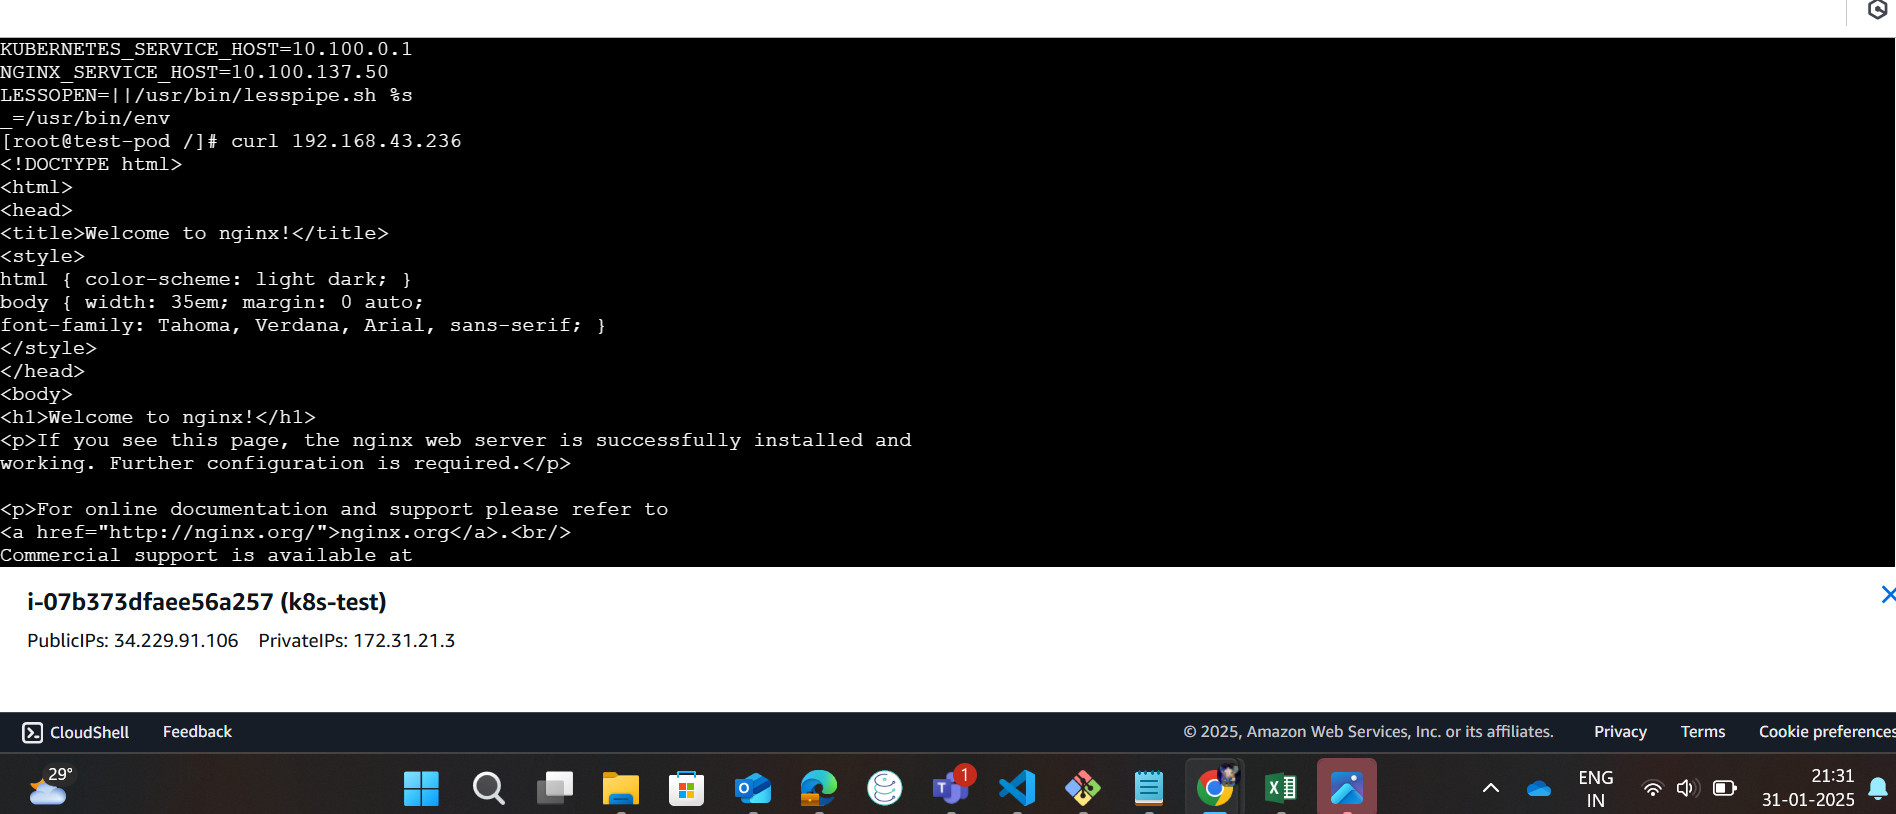 KUBERNETES_SERVICE_HOST=10.100.0.1
NGINX_SERVICE_HOST=10.100.137.50
LESSOPEN=||/usr/bin/lesspipe.sh %s
_=/usr/bin/env
[root@test-pod /]# curl 192.168.43.236
<!DOCTYPE html>
<html>
<head>
<title>Welcome to nginx!</title>
<style>
html { color-scheme: light dark; }
body { width: 35em; margin: 0 auto;
font-family: Tahoma, Verdana, Arial, sans-serif; }
</style>
</head>
<body>
<h1>Welcome to nginx!</h1>
<p>If you see this page, the nginx web server is successfully installed and
working. Further configuration is required.</p>

<p>For online documentation and support please refer to
<a href="http://nginx.org/">nginx.org</a>.<br/>
Commercial support is available at
i-07b373dfaee56a257 (k8s-test)
PublicIPs: 34.229.91.106 PrivateIPs: 172.31.21.3
CloudShell Feedback © 2025, Amazon Web Services, Inc. or its affiliates. Privacy Terms Cookie preferences
29°
1
ENG
IN
21:31
31-01-2025